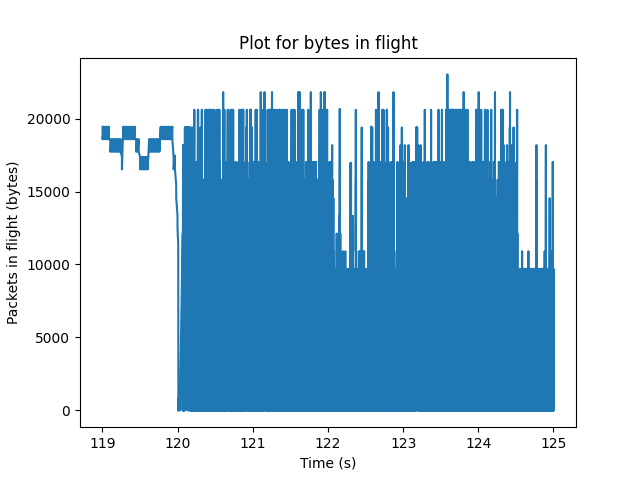 Plot for bytes in flight
Packets in flight (bytes)
20000
15000
10000
5000
0
119 120 121 122 123 124 125
Time (s)